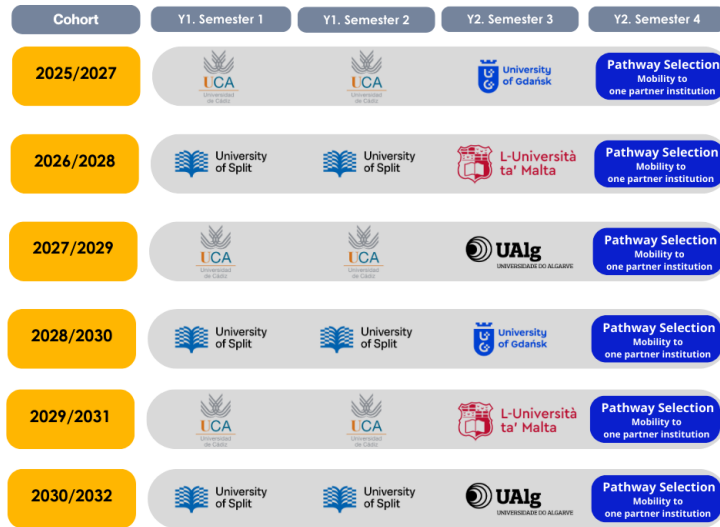 Cohort
Y1. Semester 1
Y1. Semester 2
Y2. Semester 3
Y2. Semester 4
2025/2027
UCA
Universidad
de Cádiz
UCA
Universidad
de Cádiz
University
of Gdańsk
Pathway Selection
Mobility to
one partner institution
2026/2028
University
of Split
University
of Split
L-Università
ta' Malta
Pathway Selection
Mobility to
one partner institution
2027/2029
UCA
Universidad
de Cádiz
UCA
Universidad
de Cádiz
UAlg
UNIVERSIDADE DO ALGARVE
Pathway Selection
Mobility to
one partner institution
2028/2030
University
of Split
University
of Split
University
of Gdańsk
Pathway Selection
Mobility to
one partner institution
2029/2031
UCA
Universidad
de Cádiz
UCA
Universidad
de Cádiz
L-Università
ta' Malta
Pathway Selection
Mobility to
one partner institution
2030/2032
University
of Split
University
of Split
UAlg
UNIVERSIDADE DO ALGARVE
Pathway Selection
Mobility to
one partner institution